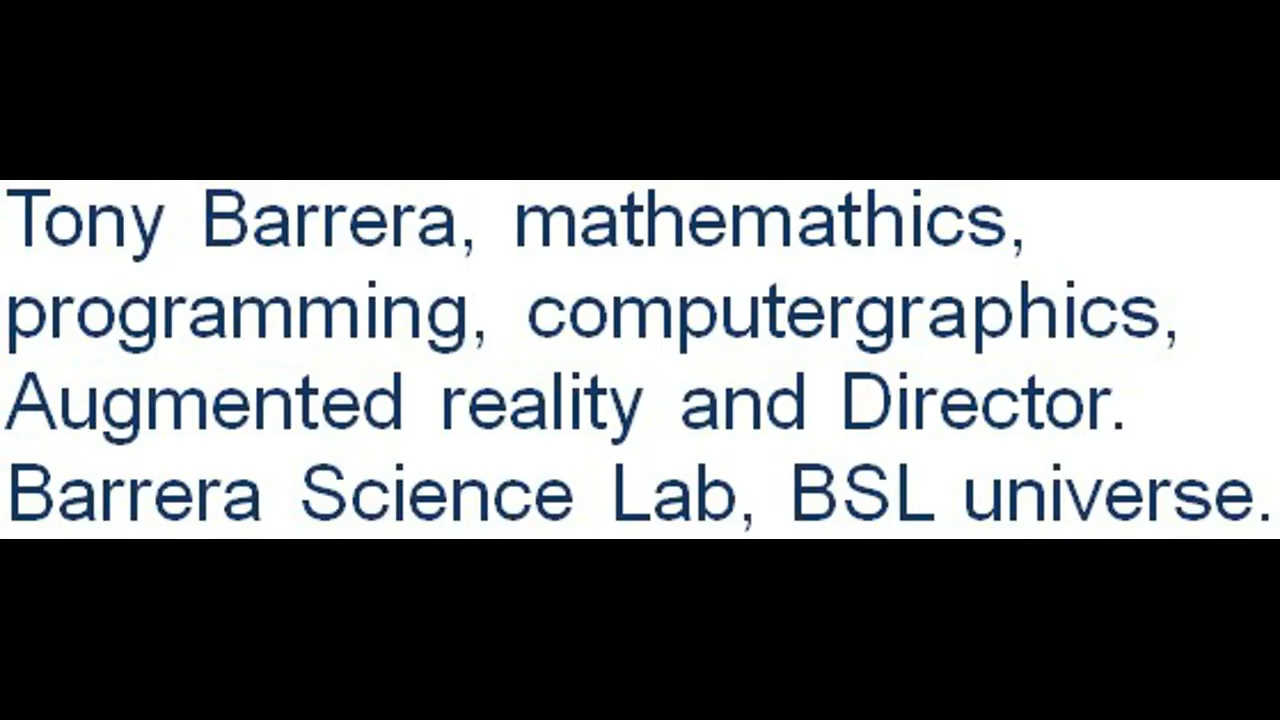 Tony Barrera, mathemathics,
programming, computergraphics,
Augmented reality and Director.
Barrera Science Lab, BSL universe.